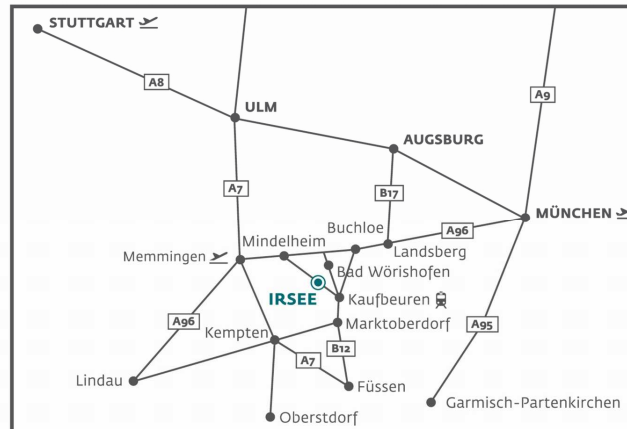 STUTTGART
A8
A9
ULM
AUGSBURG
A7
B17
MÜNCHEN
Buchloe
A96
Mindelheim
Landsberg
Memmingen
Bad Wörishofen
IRSEE
Kaufbeuren
A96
Marktoberdorf
A95
Kempten
B12
A7
Lindau
Füssen
Garmisch-Partenkirchen
Oberstdorf